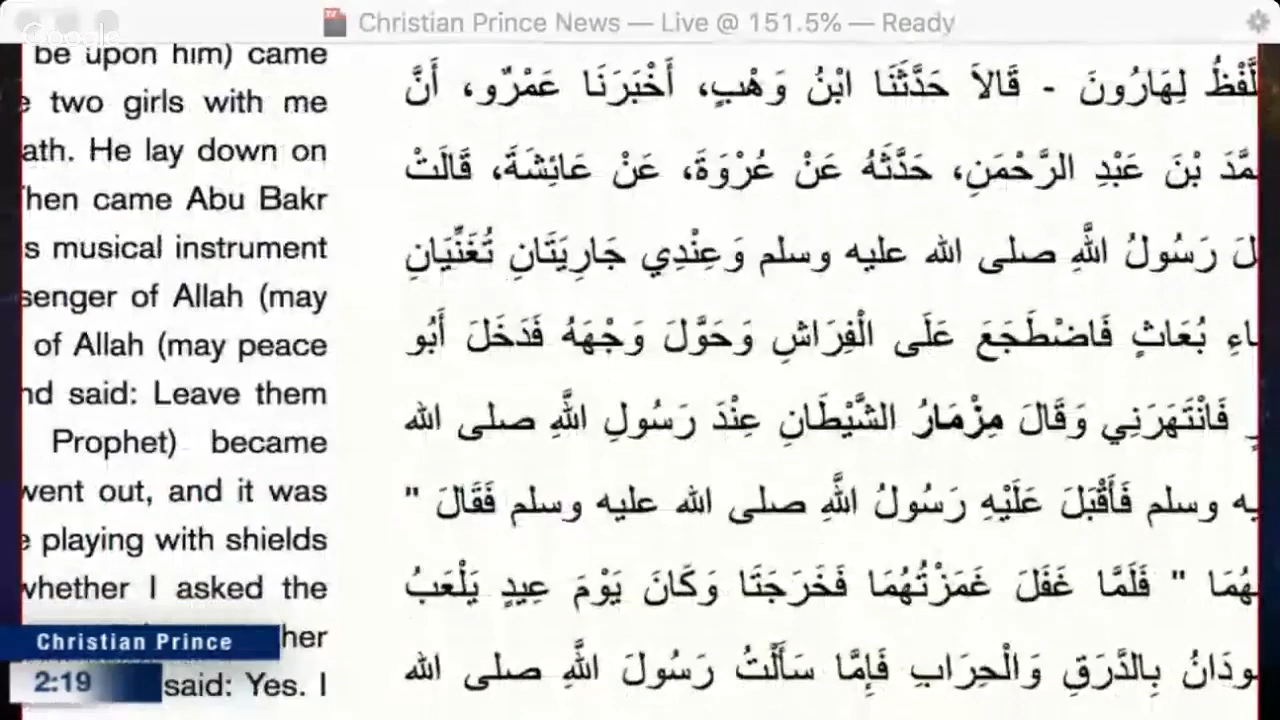 Christian Prince News — Live @ 151.5% — Ready
Google
be upon him) came
two girls with me
ath. He lay down on
hen came Abu Bakr
s musical instrument
senger of Allah (may
of Allah (may peace
nd said: Leave them
Prophet) became
went out, and it was
playing with shields
whether I asked the
her
said: Yes. I
لَّفْظُ لِهَارُونَ - قَالاَ حَدَّثَنَا ابْنُ وَهْبٍ، أَخْبَرَنَا عَمْرٌو، أَنَّ
مَّدَ بْنَ عَبْدِ الرَّحْمَنِ، حَدَّثَهُ عَنْ عُرْوَةَ، عَنْ عَائِشَةَ، قَالَتْ
لَ رَسُولُ اللَّهِ صلى الله عليه وسلم وَعِنْدِي جَارِيَتَانِ تُغَنِّيَانِ
اءِ بُعَاثٍ فَاضْطَجَعَ عَلَى الْفِرَاشِ وَحَوَّلَ وَجْهَهُ فَدَخَلَ أَبُو
فَانْتَهَرَنِي وَقَالَ مِزْمَارُ الشَّيْطَانِ عِنْدَ رَسُولِ اللَّهِ صلى الله
يه وسلم فَأَقْبَلَ عَلَيْهِ رَسُولُ اللَّهِ صلى الله عليه وسلم فَقَالَ "
هُمَا " فَلَمَّا غَفَلَ غَمَزْتُهُمَا فَخَرَجَتَا وَكَانَ يَوْمَ عِيدٍ يَلْعَبُ
ودَانُ بِالدَّرَقِ وَالْحِرَابِ فَإِمَّا سَأَلْتُ رَسُولَ اللَّهِ صلى الله
Christian Prince
2:19